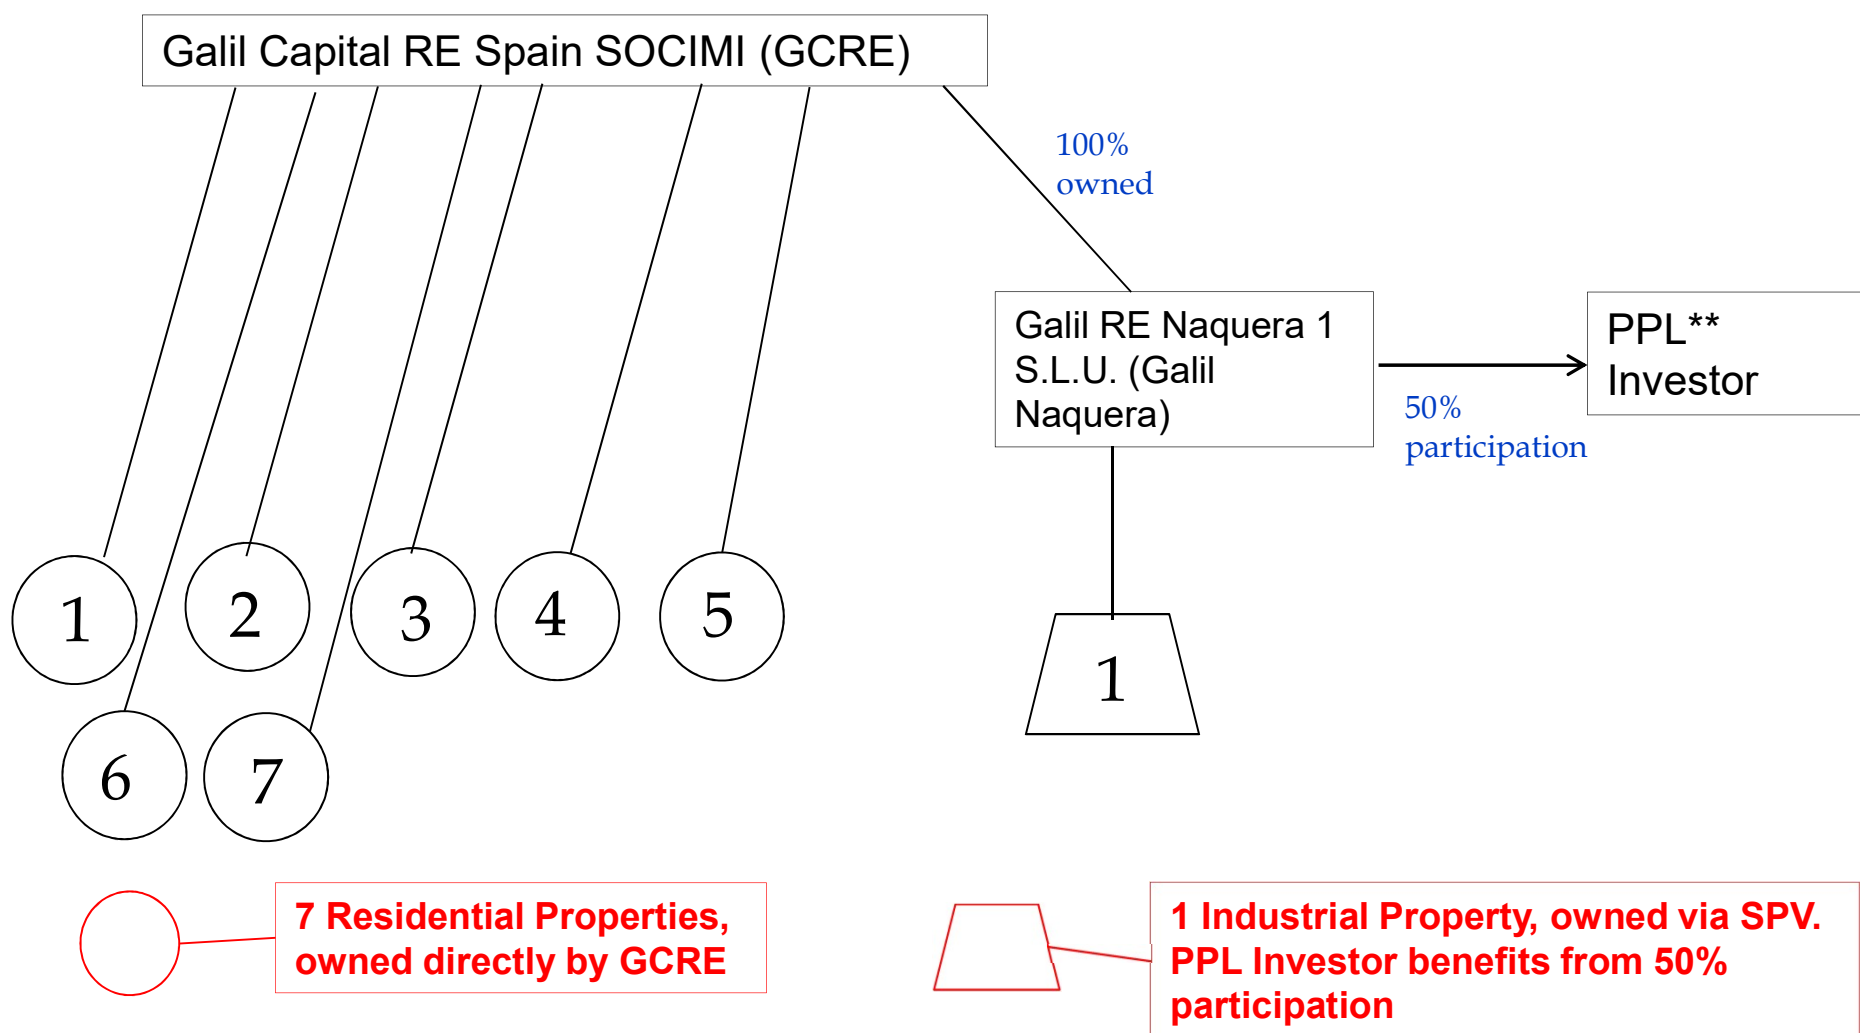 Galil Capital RE Spain SOCIMI (GCRE)
100%
owned
Galil RE Naquera 1
S.L.U. (Galil
Naquera)
PPL**
Investor
50%
participation
1
2
3
4
5
1
6
7
7 Residential Properties,
owned directly by GCRE
1 Industrial Property, owned via SPV.
PPL Investor benefits from 50%
participation